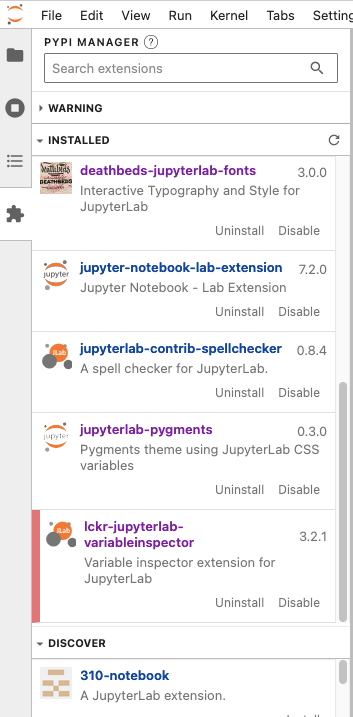 File Edit View Run Kernel Tabs Setting
PYPI MANAGER ?
Search extensions
WARNING
INSTALLED
deathbeds-jupyterlab-fonts 3.0.0
Interactive Typography and Style for
JupyterLab
Uninstall Disable
jupyter
jupyter-notebook-lab-extension 7.2.0
Jupyter Notebook - Lab Extension
Uninstall Disable
iLab
jupyterlab-contrib-spellchecker 0.8.4
A spell checker for JupyterLab.
Uninstall Disable
jupyter
jupyterlab-pygments 0.3.0
Pygments theme using JupyterLab CSS
variables
Uninstall Disable
iLab
lckr-jupyterlab-
variableinspector 3.2.1
Variable inspector extension for
JupyterLab
Uninstall Disable
DISCOVER
310-notebook
A JupyterLab extension.